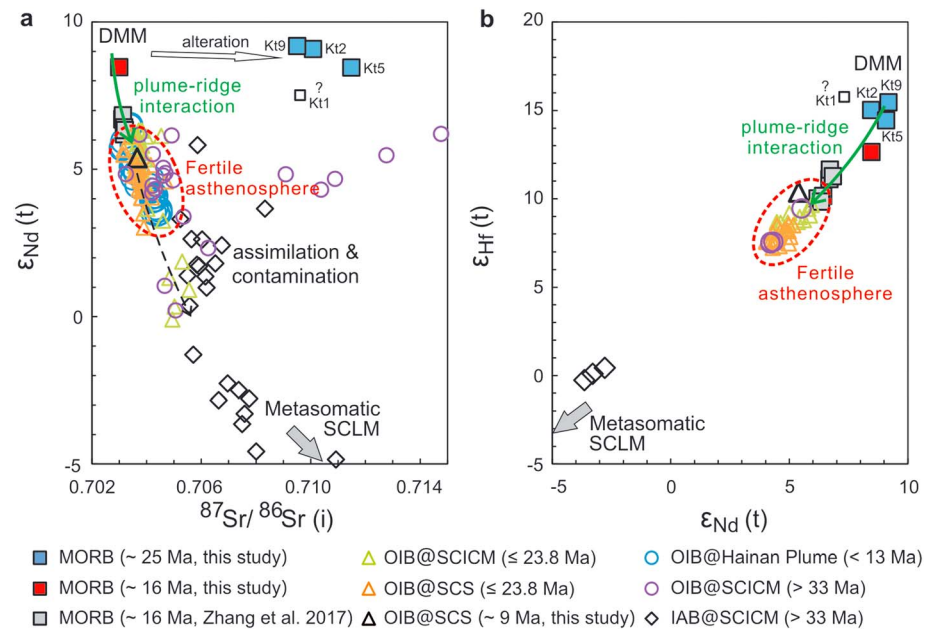 a
b
10
5
0
-5
εNd (t)
0.702
0.706
0.710
0.714
87Sr/ 86Sr (i)
DMM
alteration
Kt9
Kt2
Kt5
?
Kt1
plume-ridge
interaction
Fertile
asthenosphere
assimilation &
contamination
Metasomatic
SCLM
20
15
10
5
0
-5
εHf (t)
-5
0
5
10
εNd (t)
DMM
Kt9
Kt2
?
Kt1
Kt5
plume-ridge
interaction
Fertile
asthenosphere
Metasomatic
SCLM
MORB (~ 25 Ma, this study)
OIB@SCICM (≤ 23.8 Ma)
OIB@Hainan Plume (< 13 Ma)
MORB (~ 16 Ma, this study)
OIB@SCS (≤ 23.8 Ma)
OIB@SCICM (> 33 Ma)
MORB (~ 16 Ma, Zhang et al. 2017)
OIB@SCS (~ 9 Ma, this study)
IAB@SCICM (> 33 Ma)